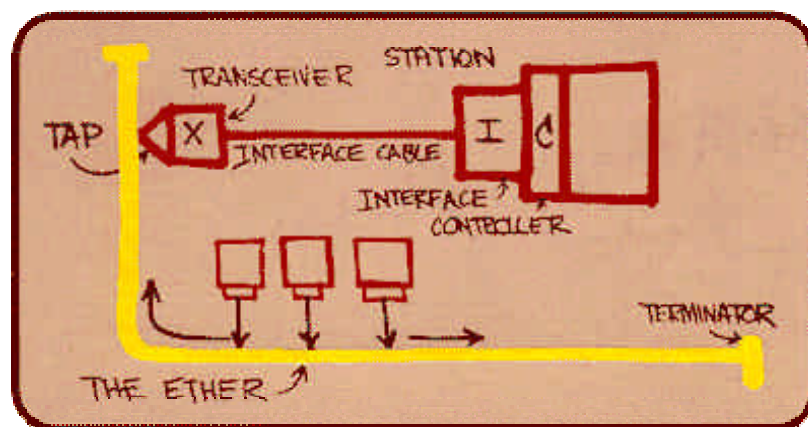 STATION
TRANSCEIVER
TAP
X
I
C
INTERFACE CABLE
INTERFACE
CONTROLLER
TERMINATOR
THE ETHER